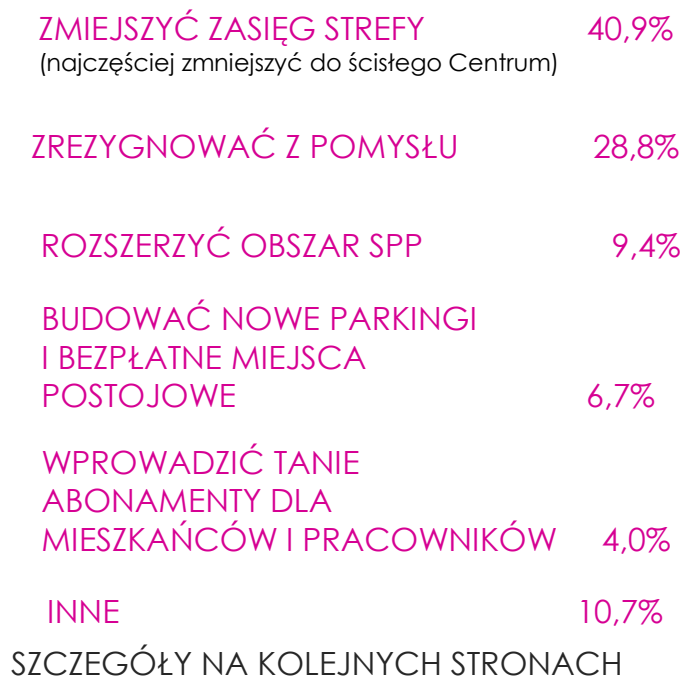 ZMIEJSZYĆ ZASIĘG STREFY 40,9%
(najczęściej zmniejszyć do ścisłego Centrum)
ZREZYGNOWAĆ Z POMYSŁU 28,8%
ROZSZERZYĆ OBSZAR SPP 9,4%
BUDOWAĆ NOWE PARKINGI
I BEZPŁATNE MIEJSCA
POSTOJOWE 6,7%
WPROWADZIĆ TANIE
ABONAMENTY DLA
MIESZKAŃCÓW I PRACOWNIKÓW 4,0%
INNE 10,7%
SZCZEGÓŁY NA KOLEJNYCH STRONACH